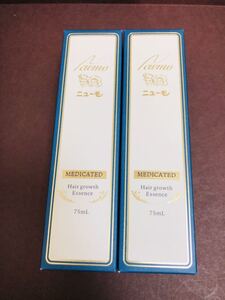 ニューモ
MEDICATED
Hair growth
Essence
75mL
ニューモ
MEDICATED
Hair growth
Essence
75mL